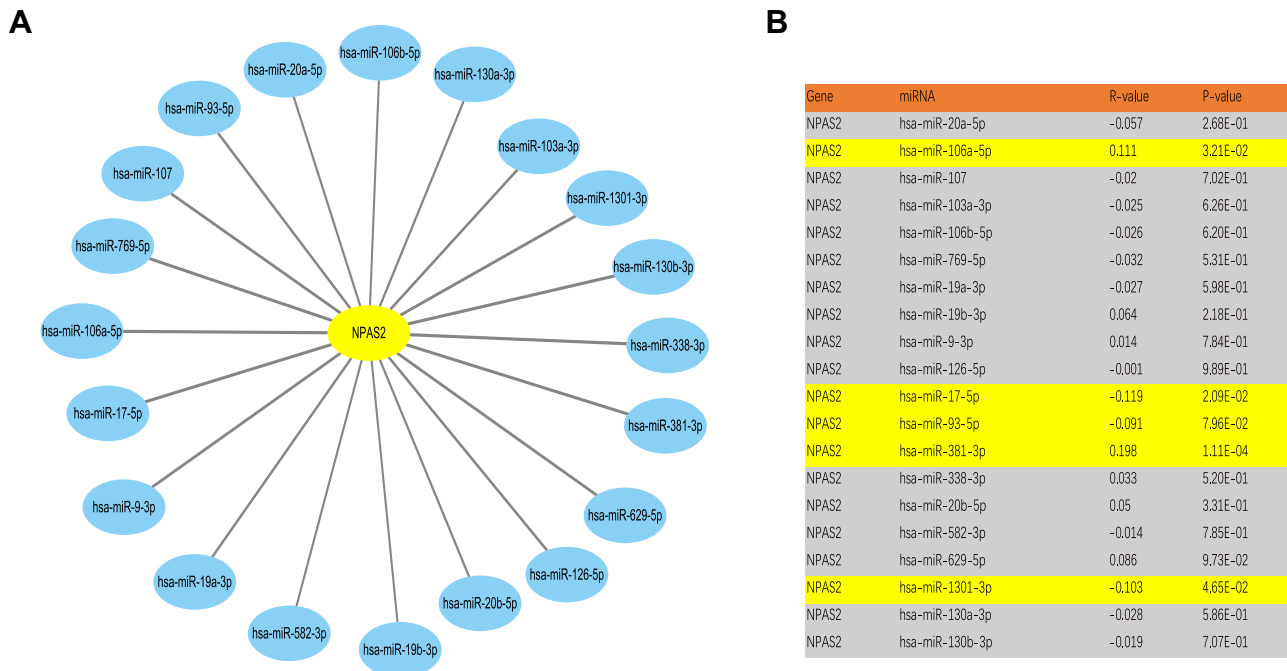 A
hsa-miR-106b-5p
hsa-miR-20a-5p
hsa-miR-130a-3p
hsa-miR-93-5p
hsa-miR-103a-3p
hsa-miR-107
hsa-miR-1301-3p
hsa-miR-769-5p
hsa-miR-130b-3p
hsa-miR-106a-5p
NPAS2
hsa-miR-338-3p
hsa-miR-17-5p
hsa-miR-381-3p
hsa-miR-9-3p
hsa-miR-629-5p
hsa-miR-19a-3p
hsa-miR-126-5p
hsa-miR-20b-5p
hsa-miR-582-3p
hsa-miR-19b-3p
B
Gene miRNA R-value P-value
NPAS2 hsa-miR-20a-5p -0.057 2.68E-01
NPAS2 hsa-miR-106a-5p 0.111 3.21E-02
NPAS2 hsa-miR-107 -0.02 7.02E-01
NPAS2 hsa-miR-103a-3p -0.025 6.26E-01
NPAS2 hsa-miR-106b-5p -0.026 6.20E-01
NPAS2 hsa-miR-769-5p -0.032 5.31E-01
NPAS2 hsa-miR-19a-3p -0.027 5.98E-01
NPAS2 hsa-miR-19b-3p 0.064 2.18E-01
NPAS2 hsa-miR-9-3p 0.014 7.84E-01
NPAS2 hsa-miR-126-5p -0.001 9.89E-01
NPAS2 hsa-miR-17-5p -0.119 2.09E-02
NPAS2 hsa-miR-93-5p -0.091 7.96E-02
NPAS2 hsa-miR-381-3p 0.198 1.11E-04
NPAS2 hsa-miR-338-3p 0.033 5.20E-01
NPAS2 hsa-miR-20b-5p 0.05 3.31E-01
NPAS2 hsa-miR-582-3p -0.014 7.85E-01
NPAS2 hsa-miR-629-5p 0.086 9.73E-02
NPAS2 hsa-miR-1301-3p -0.103 4.65E-02
NPAS2 hsa-miR-130a-3p -0.028 5.86E-01
NPAS2 hsa-miR-130b-3p -0.019 7.07E-01